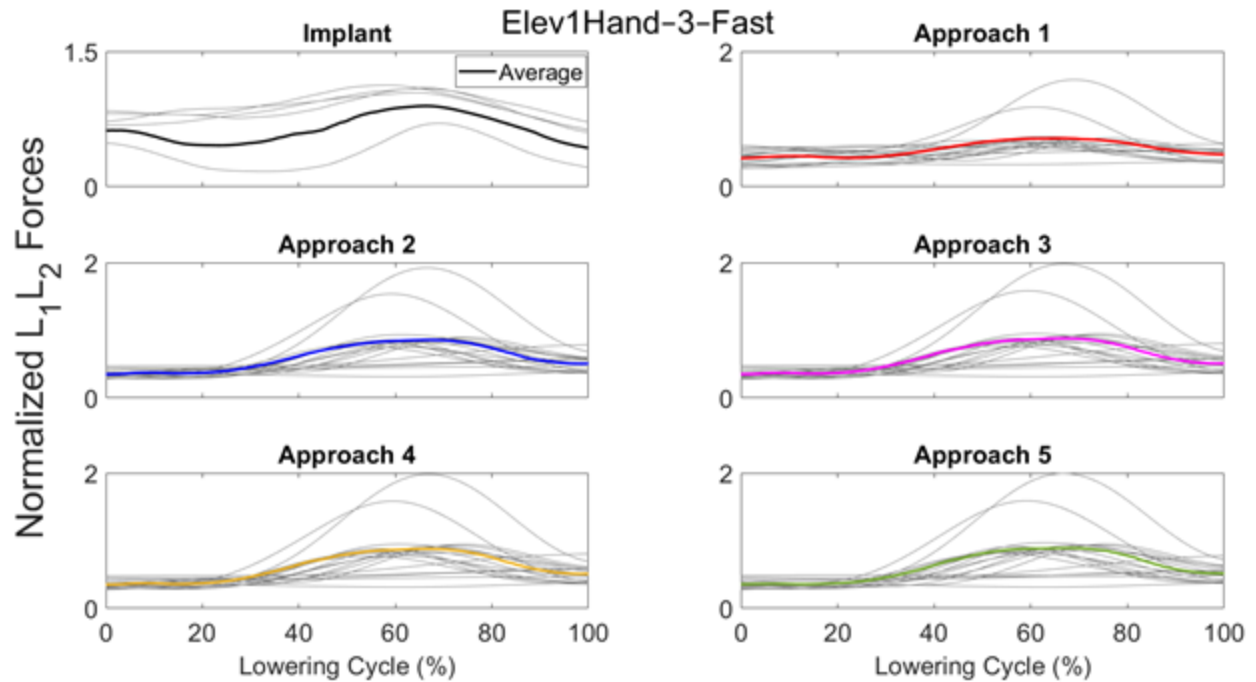 Elev1Hand-3-Fast
Implant
Approach 1
1.5
Average
0
2
0
Approach 2
Approach 3
2
0
2
0
Approach 4
Approach 5
2
0
2
0
0 20 40 60 80 100
0 20 40 60 80 100
Lowering Cycle (%)
Lowering Cycle (%)
Normalized L₁L₂ Forces